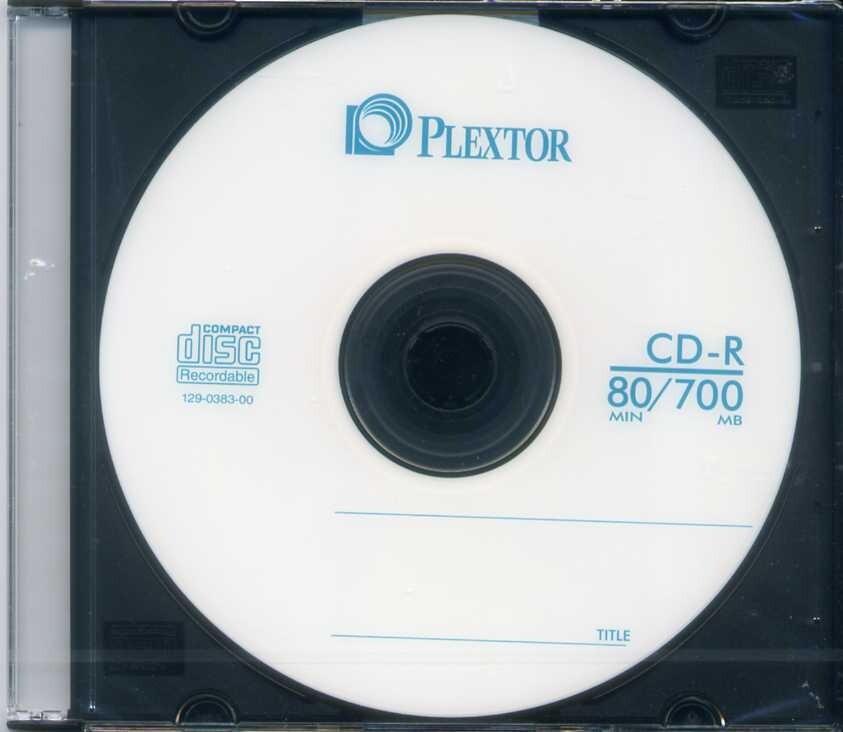 PLEXTOR
COMPACT
disc
Recordable
129-0383-00
CD-R
80/700
MIN MB
TITLE